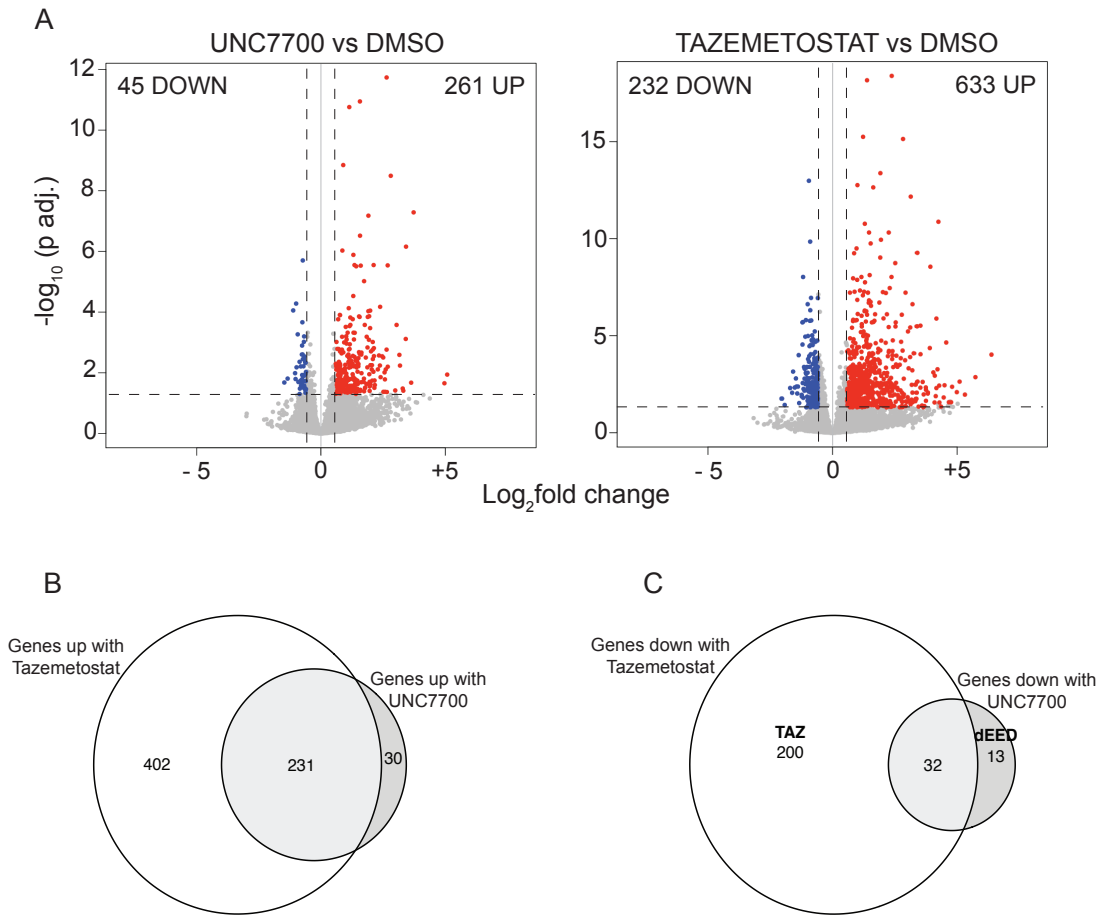 A
UNC7700 vs DMSO
TAZEMETOSTAT vs DMSO
45 DOWN
261 UP
232 DOWN
633 UP
-log10 (p adj.)
12
10
8
6
4
2
0
15
10
5
0
- 5
0
+5
- 5
0
+5
Log2fold change
B
C
Genes up with
Tazemetostat
Genes up with
UNC7700
402
231
30
Genes down with
Tazemetostat
Genes down with
UNC7700
TAZ
200
32
dEED
13